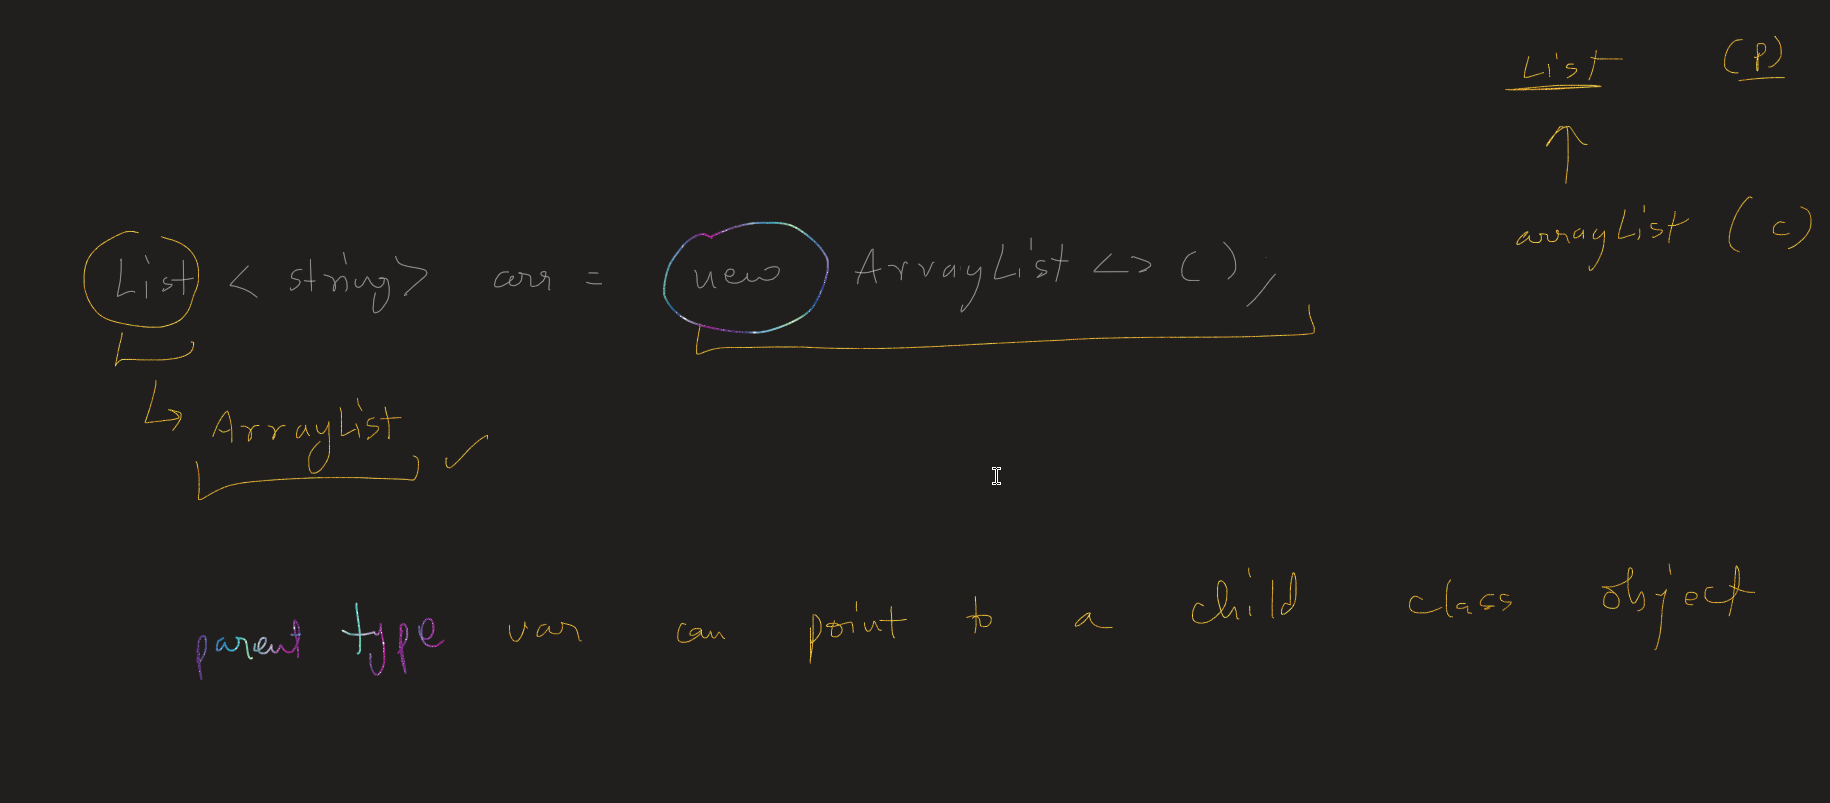 List (P)
arrayList (c)
List < string> arr = new ArrayList <> () ;
ArrayList
parent type var can point to a child class object